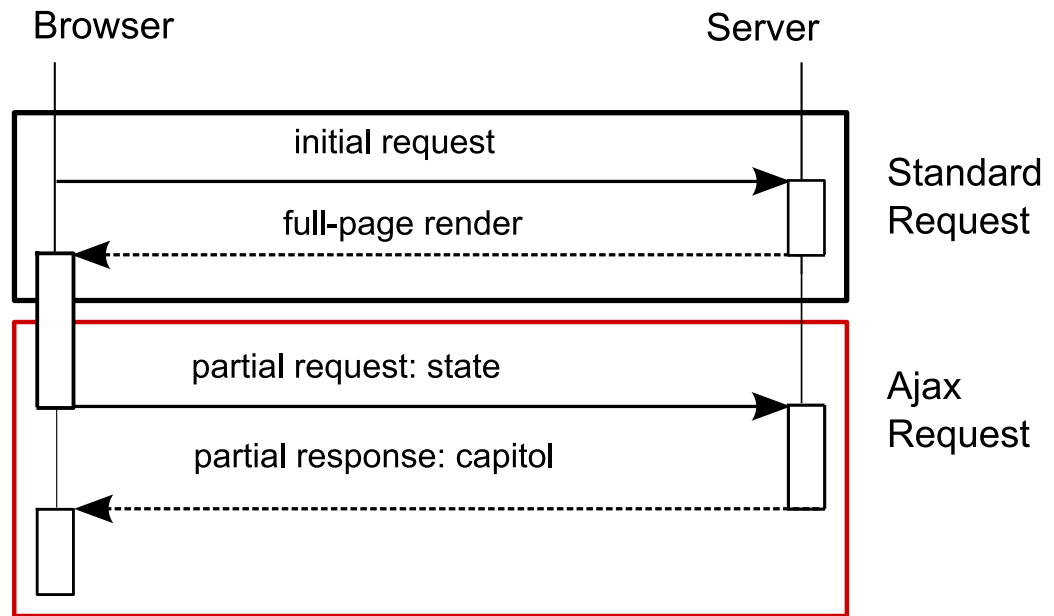 Browser
Server
initial request
full-page render
Standard
Request
partial request: state
partial response: capitol
Ajax
Request